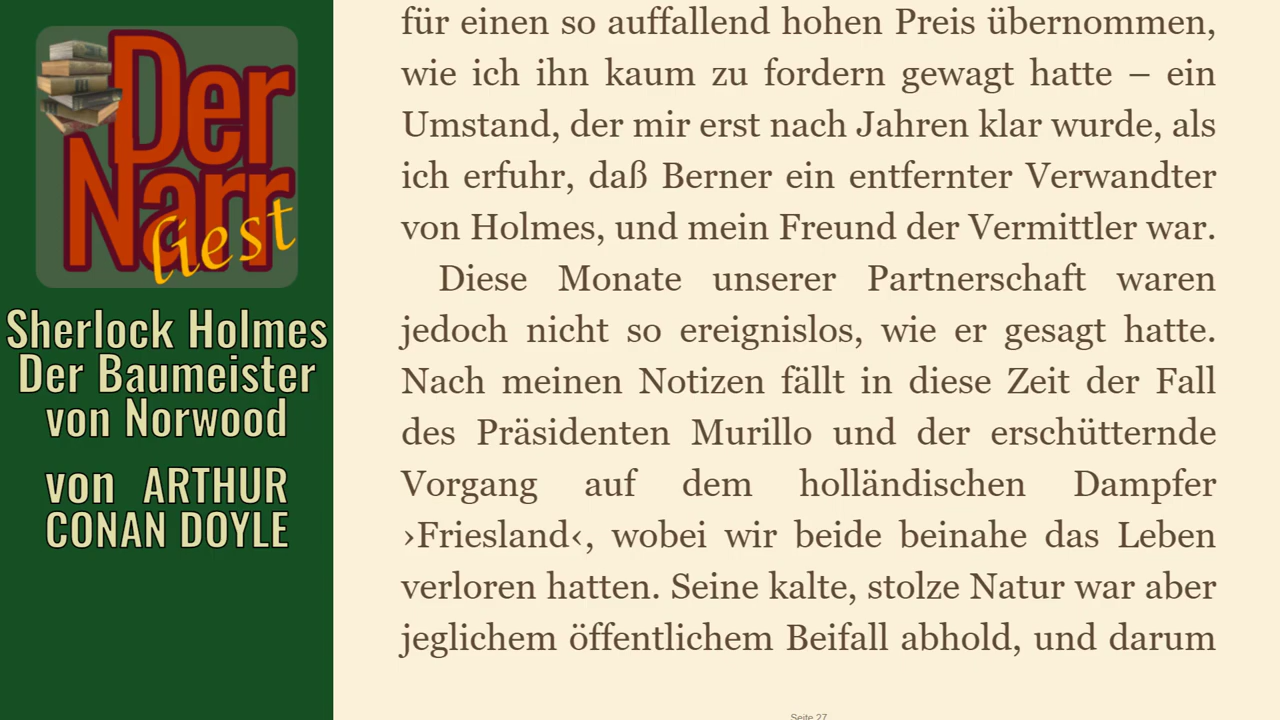 Der
Narr
liest
Sherlock Holmes
Der Baumeister
von Norwood
von ARTHUR
CONAN DOYLE
für einen so auffallend hohen Preis übernommen,
wie ich ihn kaum zu fordern gewagt hatte – ein
Umstand, der mir erst nach Jahren klar wurde, als
ich erfuhr, daß Berner ein entfernter Verwandter
von Holmes, und mein Freund der Vermittler war.
Diese Monate unserer Partnerschaft waren
jedoch nicht so ereignislos, wie er gesagt hatte.
Nach meinen Notizen fällt in diese Zeit der Fall
des Präsidenten Murillo und der erschütternde
Vorgang auf dem holländischen Dampfer
›Friesland‹, wobei wir beide beinahe das Leben
verloren hatten. Seine kalte, stolze Natur war aber
jeglichem öffentlichem Beifall abhold, und darum
Seite 27